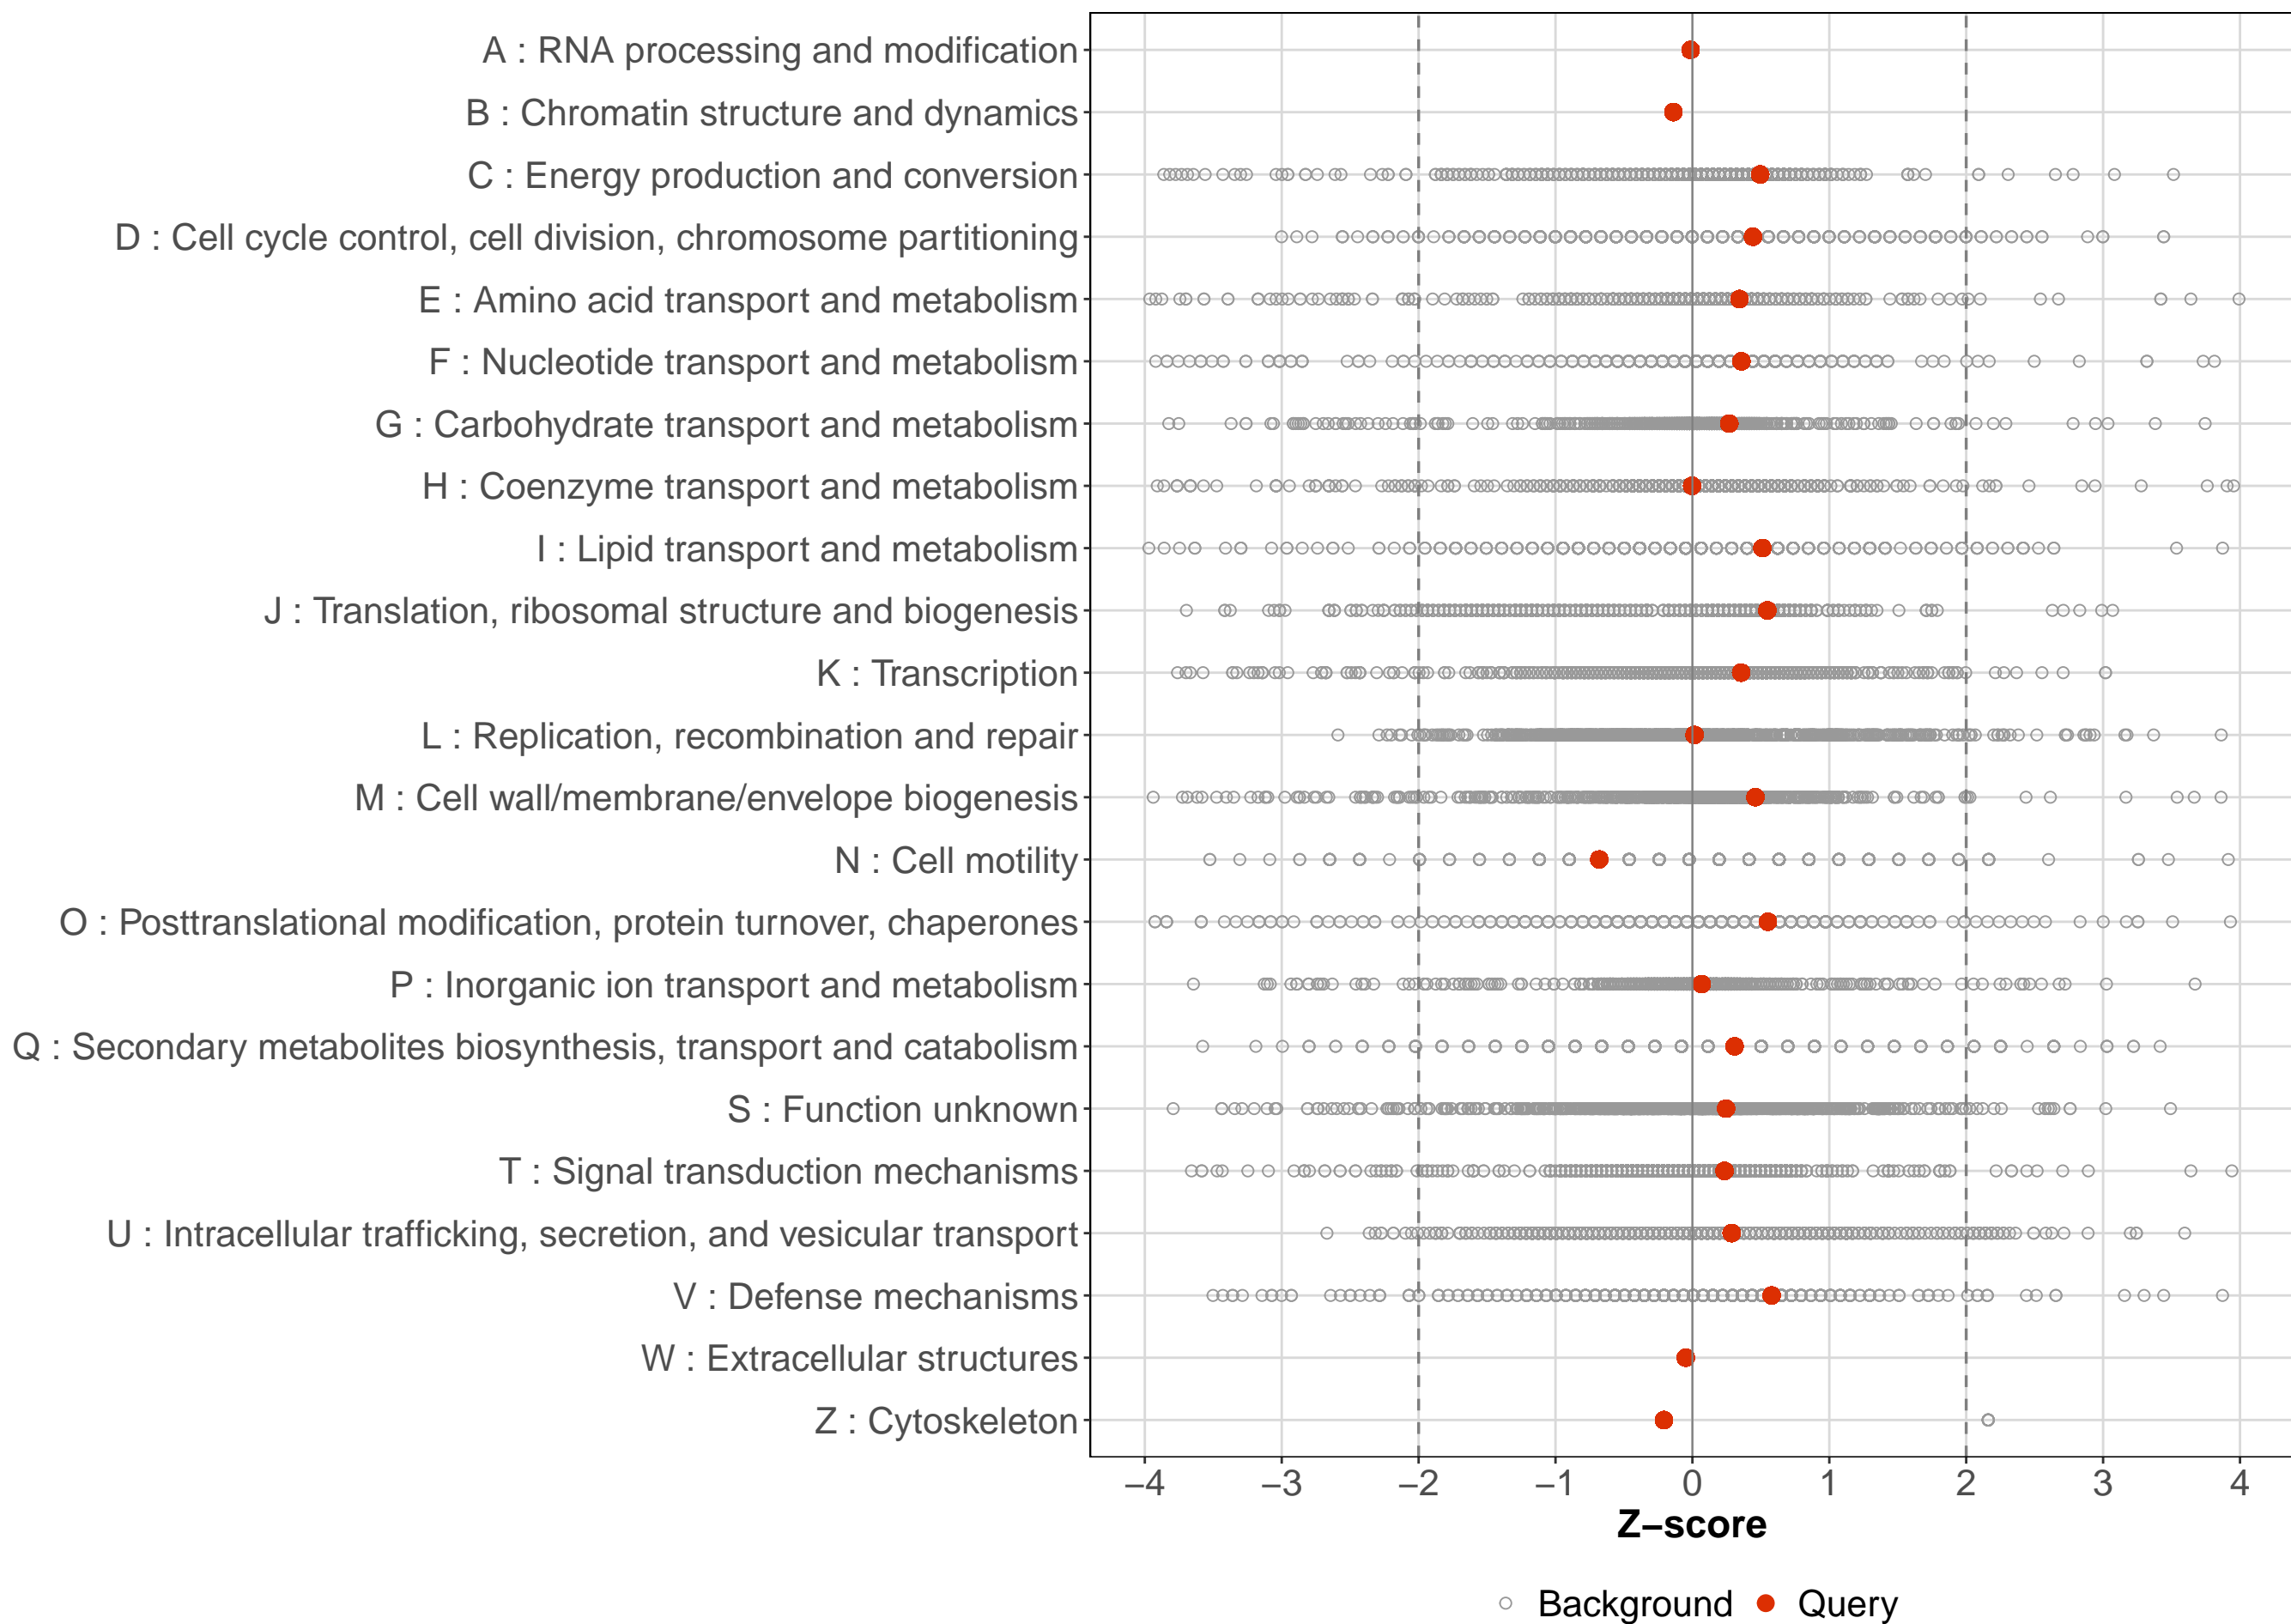 A : RNA processing and modification
B : Chromatin structure and dynamics
C : Energy production and conversion
D : Cell cycle control, cell division, chromosome partitioning
E : Amino acid transport and metabolism
F : Nucleotide transport and metabolism
G : Carbohydrate transport and metabolism
H : Coenzyme transport and metabolism
I : Lipid transport and metabolism
J : Translation, ribosomal structure and biogenesis
K : Transcription
L : Replication, recombination and repair
M : Cell wall/membrane/envelope biogenesis
N : Cell motility
O : Posttranslational modification, protein turnover, chaperones
P : Inorganic ion transport and metabolism
Q : Secondary metabolites biosynthesis, transport and catabolism
S : Function unknown
T : Signal transduction mechanisms
U : Intracellular trafficking, secretion, and vesicular transport
V : Defense mechanisms
W : Extracellular structures
Z : Cytoskeleton
−4 −3 −2 −1 0 1 2 3 4
Z−score
Background Query